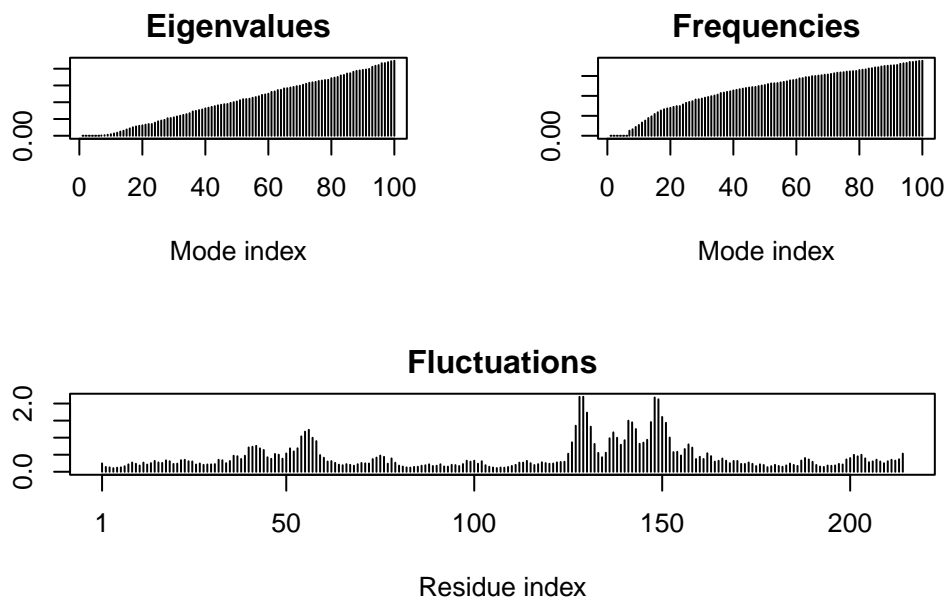 Eigenvalues
0.00
0 20 40 60 80 100
Mode index
Frequencies
0.00
0 20 40 60 80 100
Mode index
Fluctuations
2.0
0.0
1 50 100 150 200
Residue index